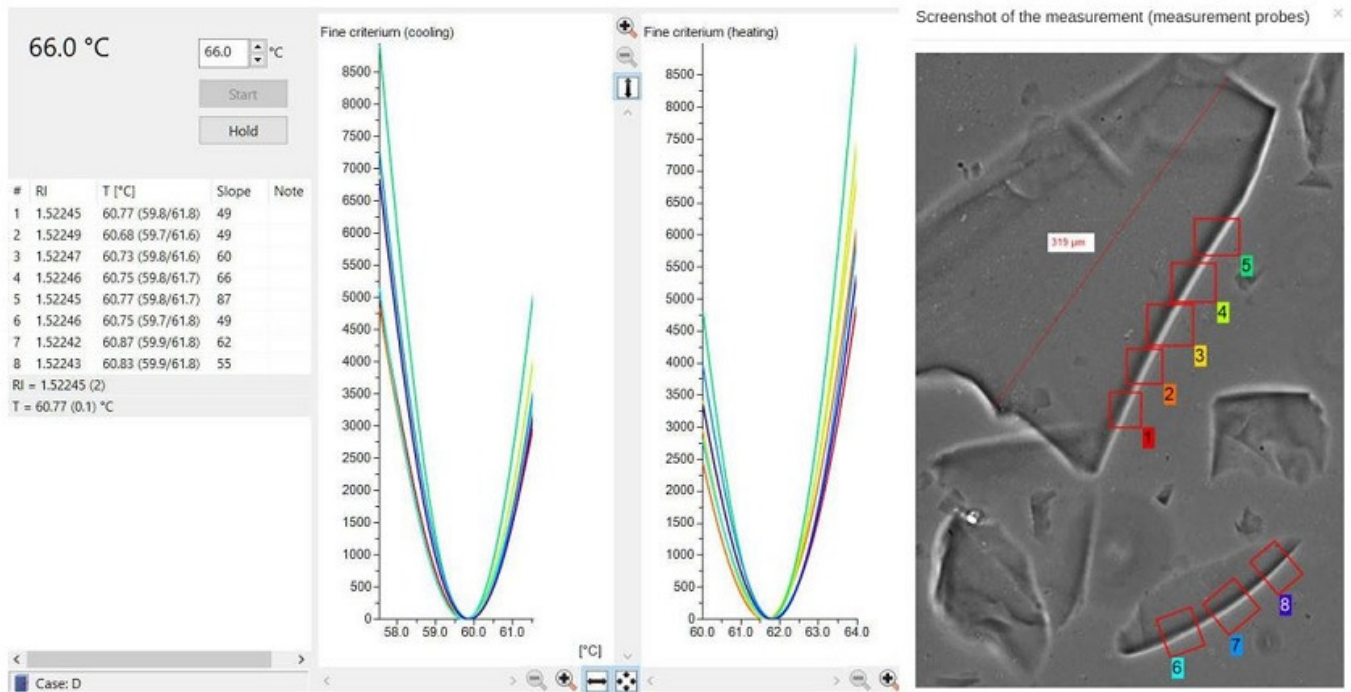 66.0 °C
66.0 °C
Start
Hold
# RI T [°C] Slope Note
1 1.52245 60.77 (59.8/61.8) 49
2 1.52249 60.68 (59.7/61.6) 49
3 1.52247 60.73 (59.8/61.6) 60
4 1.52246 60.75 (59.8/61.7) 66
5 1.52245 60.77 (59.8/61.7) 87
6 1.52246 60.75 (59.7/61.8) 49
7 1.52242 60.87 (59.9/61.8) 62
8 1.52243 60.83 (59.9/61.8) 55
RI = 1.52245 (2)
T = 60.77 (0.1) °C
Case: D
Fine criterium (cooling)
8500
8000
7500
7000
6500
6000
5500
5000
4500
4000
3500
3000
2500
2000
1500
1000
500
0
58.0 59.0 60.0 61.0
[°C]
Fine criterium (heating)
8500
8000
7500
7000
6500
6000
5500
5000
4500
4000
3500
3000
2500
2000
1500
1000
500
0
60.0 61.0 62.0 63.0 64.0
Screenshot of the measurement (measurement probes) ×
319 µm
5
4
3
2
1
8
7
6